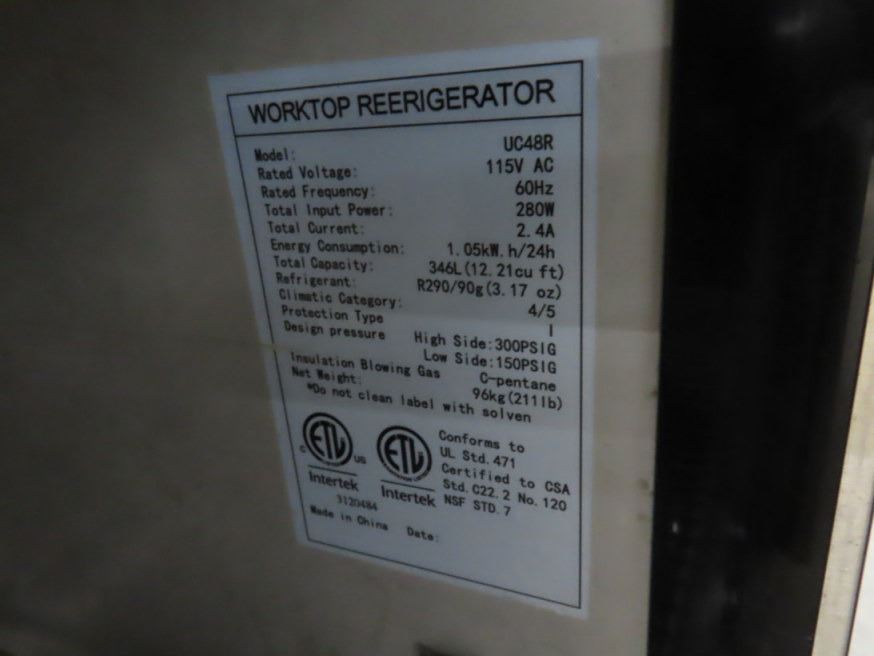 WORKTOP REERIGERATOR
Model: UC48R
Rated Voltage: 115V AC
Rated Frequency: 60Hz
Total Input Power: 280W
Total Current: 2.4A
Energy Consumption: 1.05kW.h/24h
Total Capacity: 346L(12.21cu ft)
Refrigerant: R290/90g(3.17 oz)
Climatic Category: 4/5
Protection Type I
Design pressure High Side:300PSIG
Low Side:150PSIG
Insulation Blowing Gas C-pentane
Net Weight: 96kg(211lb)
*Do not clean label with solven
ETL
C US
Intertek
3120484
ETL
Intertek
Conforms to
UL Std.471
Certified to CSA
Std.C22.2 No.120
NSF STD.7
Made in China Date: